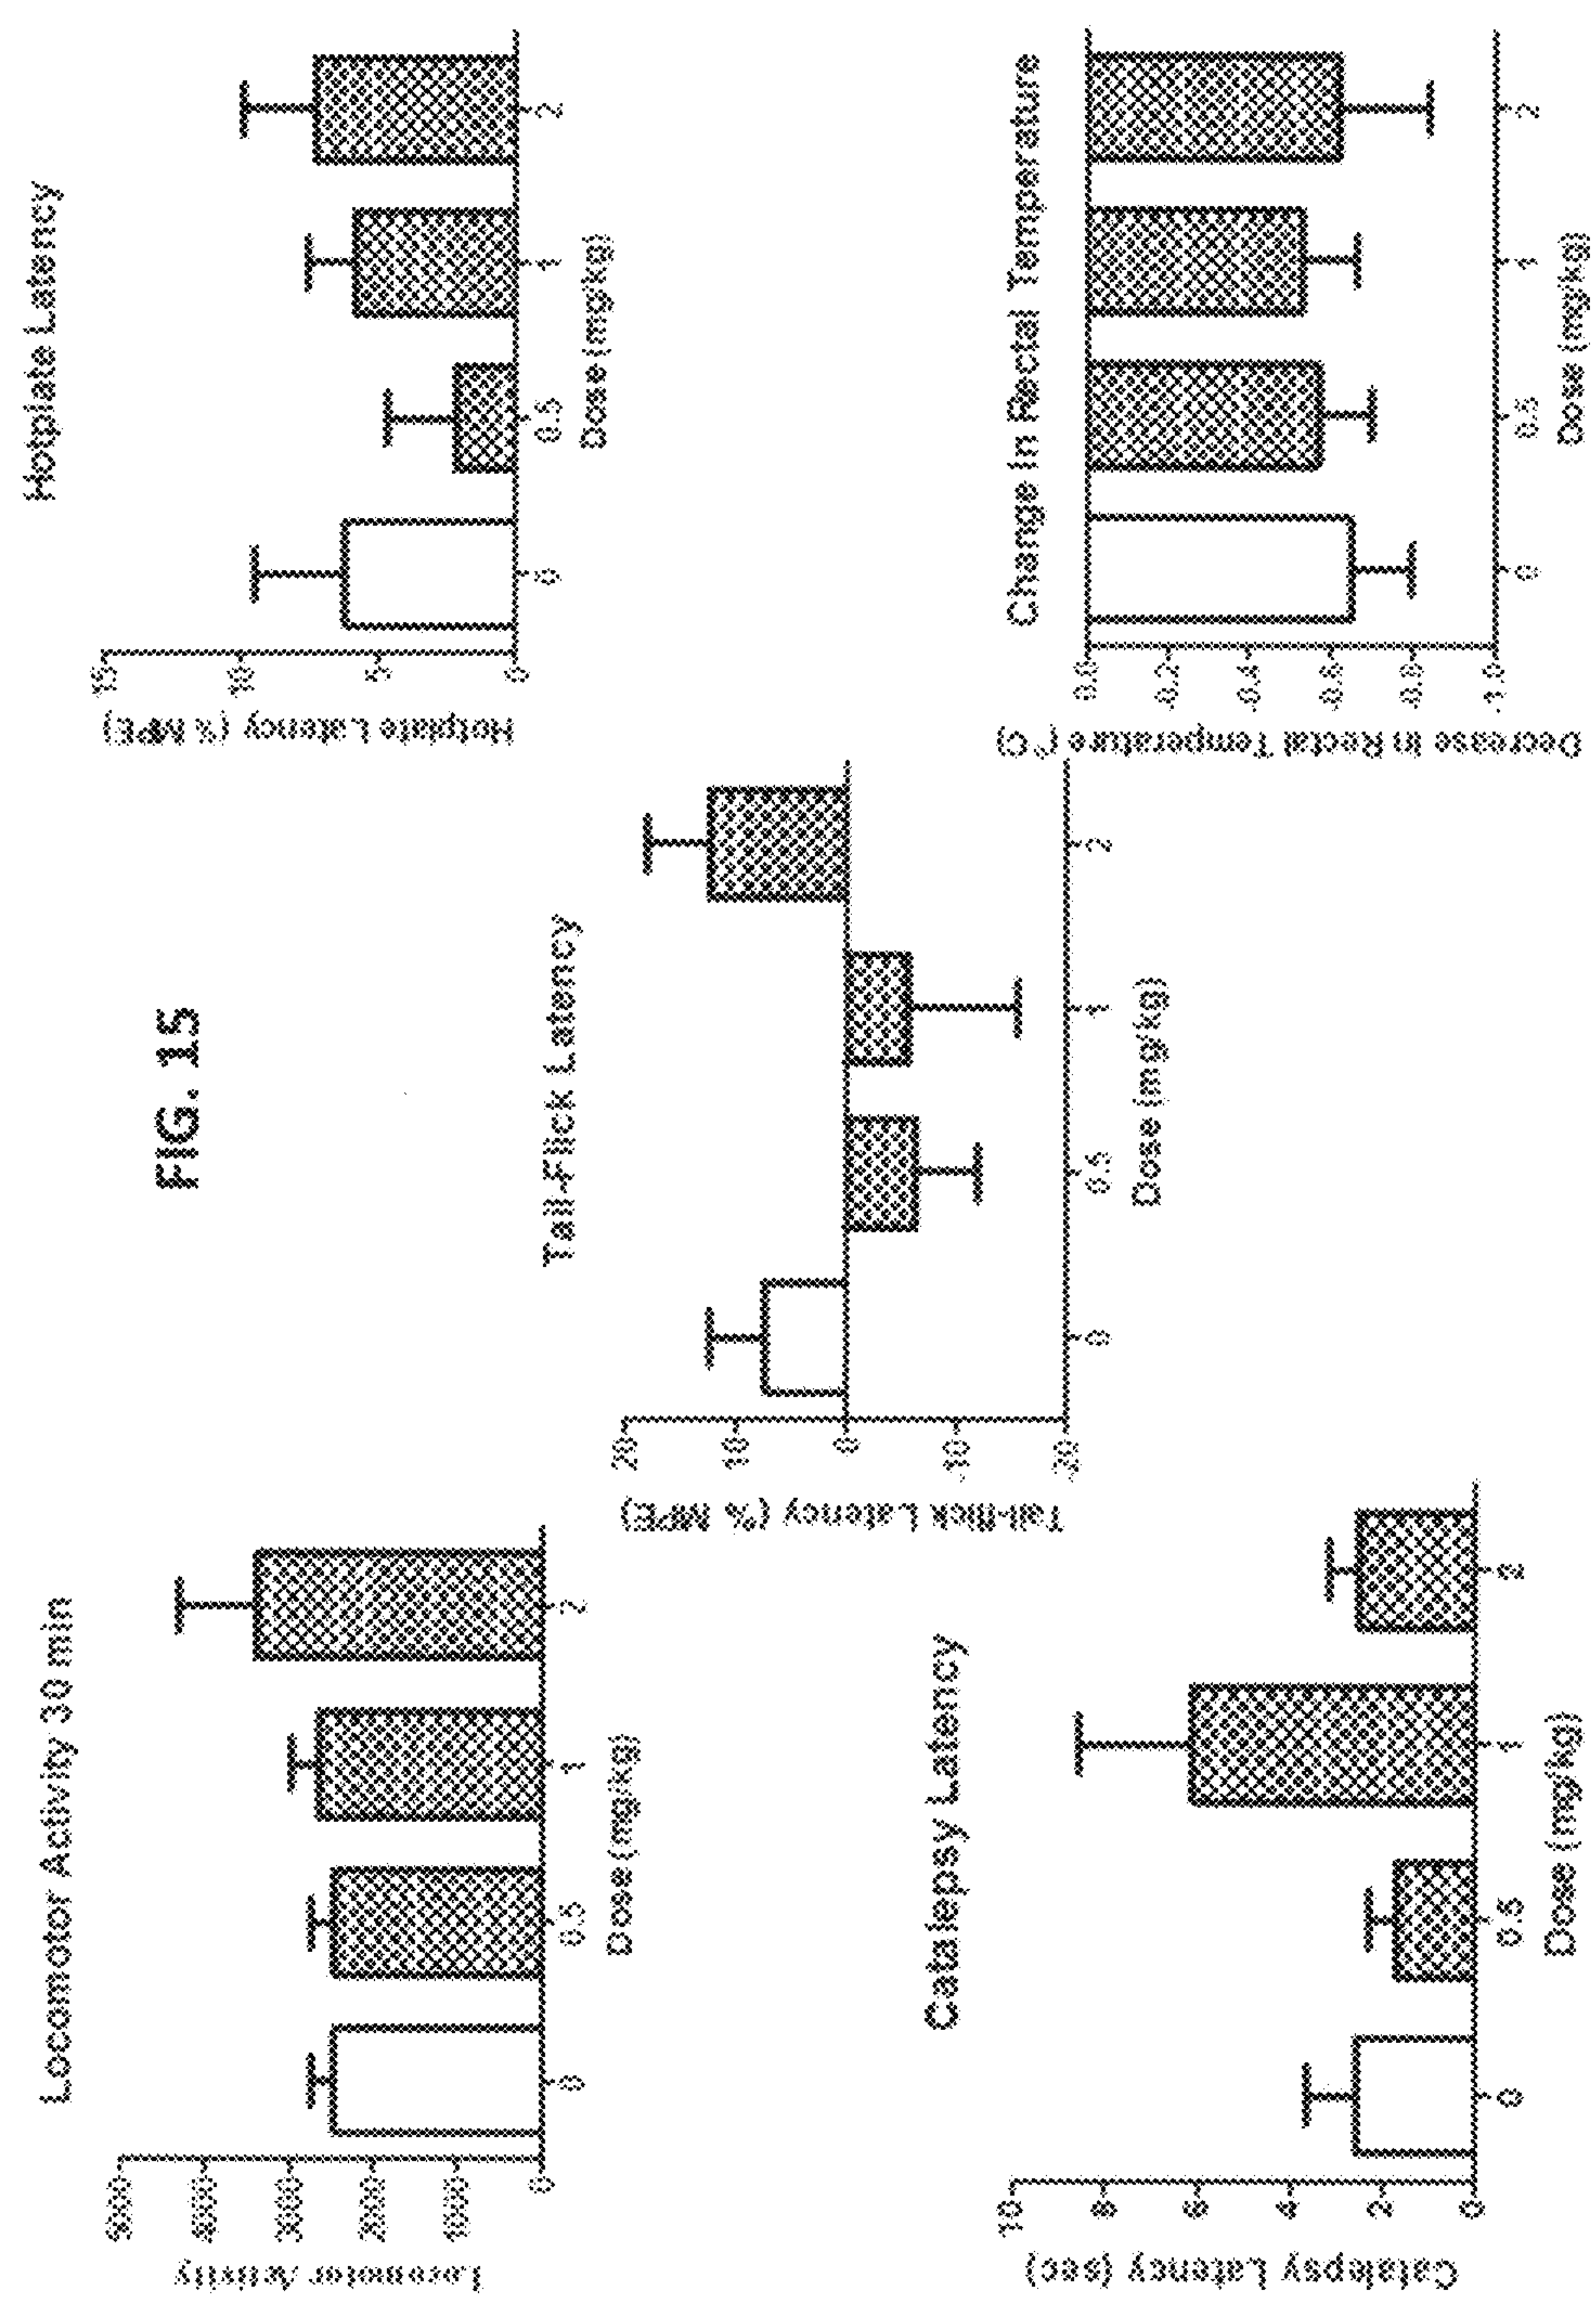 FIG. 15
Locomotor Activity 30 min
Locomotor Activity
5000
4000
3000
2000
1000
0
0
0.5
1
2
Dose (mg/kg)
Catalepsy Latency
Catalepsy Latency (sec)
10
8
6
4
2
0
0
0.5
1
2
Dose (mg/kg)
Tail-Flick Latency
Tail-flick Latency (% MPE)
20
10
0
-10
-20
0
0.5
1
2
Dose (mg/kg)
Hotplate Latency
Hotplate Latency (% MPE)
15
10
5
0
0
0.5
1
2
Dose (mg/kg)
Change In Rectal Temperature
Decrease in Rectal Temperature (°C)
0.0
-0.2
-0.4
-0.6
-0.8
-1.0
0
0.5
1
2
Dose (mg/kg)